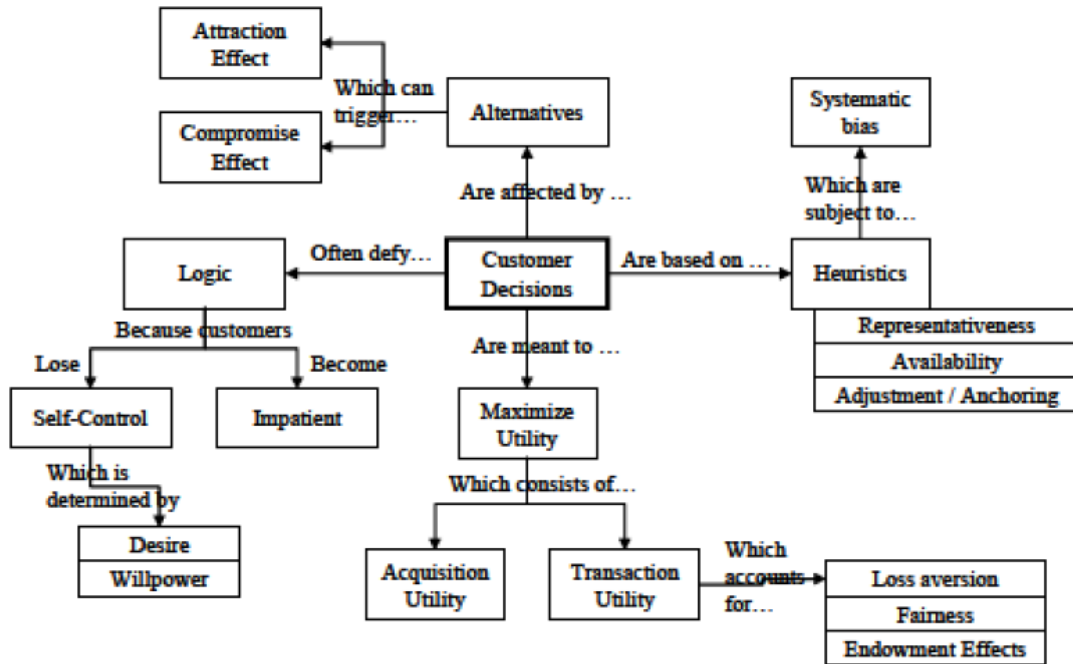 Attraction
Effect
Which can
trigger…
Compromise
Effect
Alternatives
Systematic
bias
Are affected by …
Which are
subject to…
Logic
Often defy…
Customer
Decisions
Are based on …
Heuristics
Representativeness
Availability
Adjustment / Anchoring
Because customers
Lose
Become
Self-Control
Impatient
Are meant to …
Maximize
Utility
Which is
determined by
Desire
Willpower
Which consists of…
Acquisition
Utility
Transaction
Utility
Which
accounts
for…
Loss aversion
Fairness
Endowment Effects